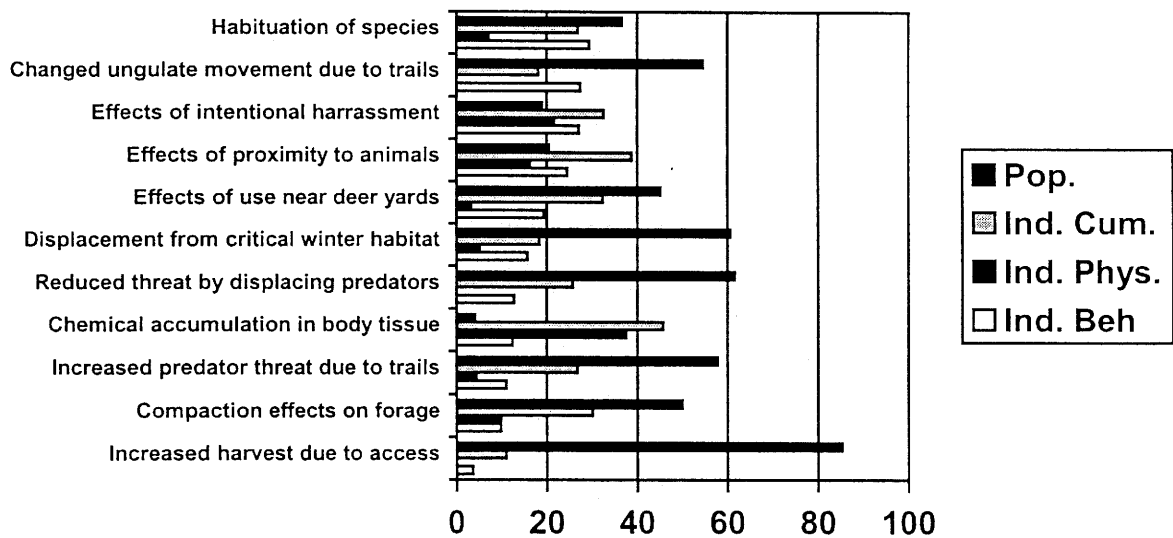 Habituation of species
Changed ungulate movement due to trails
Effects of intentional harrassment
Effects of proximity to animals
Effects of use near deer yards
Displacement from critical winter habitat
Reduced threat by displacing predators
Chemical accumulation in body tissue
Increased predator threat due to trails
Compaction effects on forage
Increased harvest due to access
0 20 40 60 80 100
Pop.
Ind. Cum.
Ind. Phys.
Ind. Beh